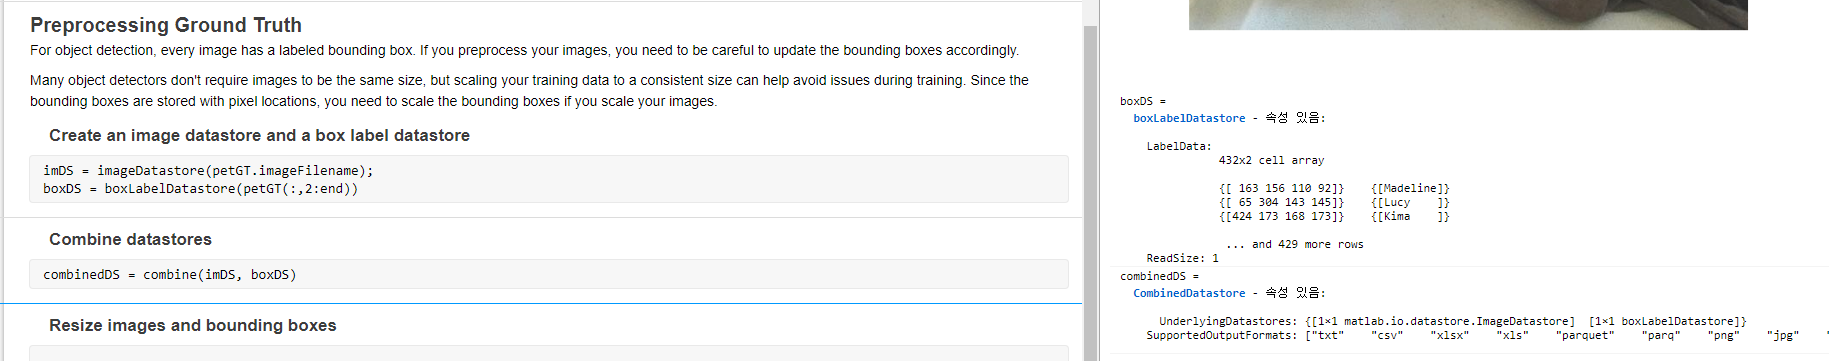 Preprocessing Ground Truth
For object detection, every image has a labeled bounding box. If you preprocess your images, you need to be careful to update the bounding boxes accordingly.
Many object detectors don't require images to be the same size, but scaling your training data to a consistent size can help avoid issues during training. Since the
bounding boxes are stored with pixel locations, you need to scale the bounding boxes if you scale your images.
Create an image datastore and a box label datastore
imDS = imageDatastore(petGT.imageFilename);
boxDS = boxLabelDatastore(petGT(:,2:end))
Combine datastores
combinedDS = combine(imDS, boxDS)
Resize images and bounding boxes
boxDS =
boxLabelDatastore - 속성 있음:
LabelData:
432x2 cell array
{[ 163 156 110 92]} {[Madeline]}
{[ 65 304 143 145]} {[Lucy ]}
{[424 173 168 173]} {[Kima ]}
... and 429 more rows
ReadSize: 1
combinedDS =
CombinedDatastore - 속성 있음:
UnderlyingDatastores: {[1×1 matlab.io.datastore.ImageDatastore] [1×1 boxLabelDatastore]}
SupportedOutputFormats: ["txt" "csv" "xlsx" "xls" "parquet" "parq" "png" "jpg"